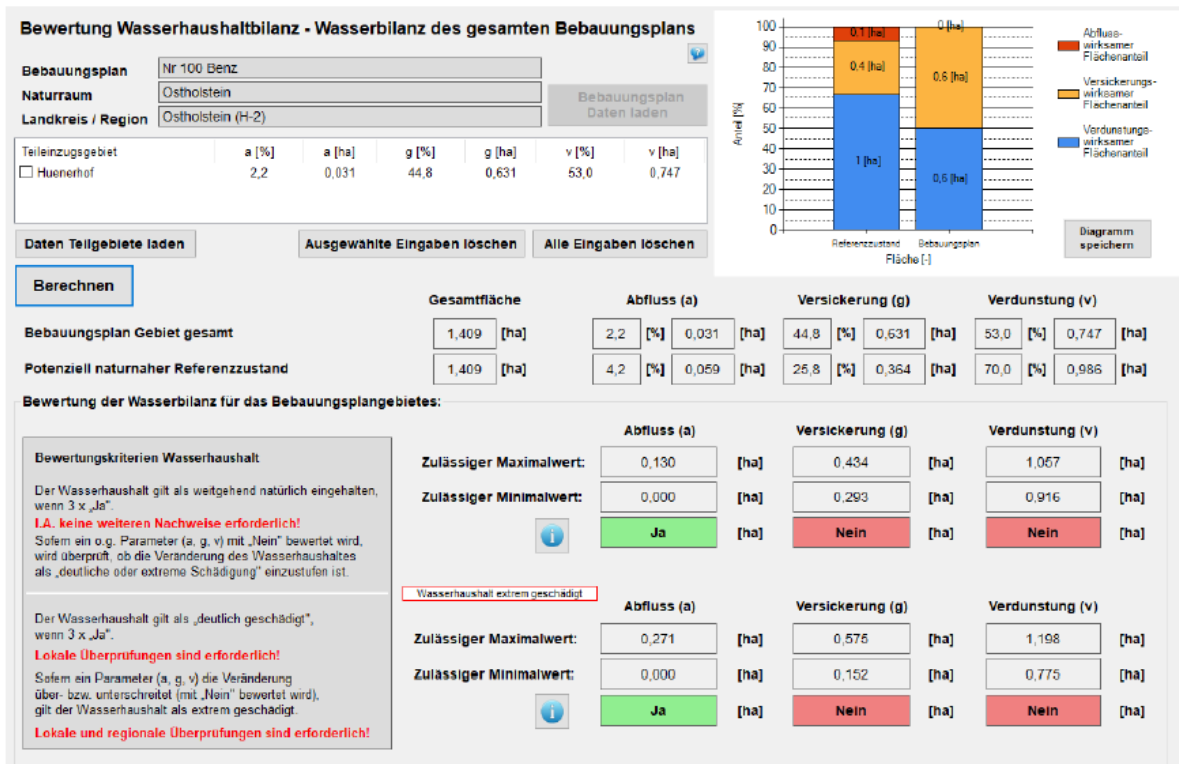 Bewertung Wasserhaushaltbilanz - Wasserbilanz des gesamten Bebauungsplans
Bebauungsplan Nr 100 Benz
Naturraum Ostholstein
Landkreis / Region Ostholstein (H-2)
Bebauungsplan
Daten laden
Teileinzugsgebiet a [%] a [ha] g [%] g [ha] v [%] v [ha]
Huenerhof 2,2 0,031 44,8 0,631 53,0 0,747
Daten Teilgebiete laden Ausgewählte Eingaben löschen Alle Eingaben löschen
Anteil [%]
100
90
80
70
60
50
40
30
20
10
0
0,1 [ha]
0,4 [ha]
1 [ha]
0 [ha]
0,6 [ha]
Referenzzustand Bebauungsplan
Fläche [-]
Abfluss-
wirksamer
Flächenanteil
Versickerungs-
wirksamer
Flächenanteil
Verdunstungs-
wirksamer
Flächenanteil
Diagramm
speichern
Berechnen
Gesamtfläche Abfluss (a) Versickerung (g) Verdunstung (v)
Bebauungsplan Gebiet gesamt 1,409 [ha] 2,2 [%] 0,031 [ha] 44,8 [%] 0,631 [ha] 53,0 [%] 0,747 [ha]
Potenziell naturnaher Referenzzustand 1,409 [ha] 4,2 [%] 0,059 [ha] 25,8 [%] 0,364 [ha] 70,0 [%] 0,986 [ha]
Bewertung der Wasserbilanz für das Bebauungsplangebietes:
Bewertungskriterien Wasserhaushalt
Der Wasserhaushalt gilt als weitgehend natürlich eingehalten,
wenn 3 x „Ja".
I.A. keine weiteren Nachweise erforderlich!
Sofern ein o.g. Parameter (a, g, v) mit „Nein" bewertet wird,
wird überprüft, ob die Veränderung des Wasserhaushaltes
als „deutliche oder extreme Schädigung" einzustufen ist.
Der Wasserhaushalt gilt als „deutlich geschädigt",
wenn 3 x „Ja".
Lokale Überprüfungen sind erforderlich!
Sofern ein Parameter (a, g, v) die Veränderung
über- bzw. unterschreitet (mit „Nein" bewertet wird),
gilt der Wasserhaushalt als extrem geschädigt.
Lokale und regionale Überprüfungen sind erforderlich!
Abfluss (a) Versickerung (g) Verdunstung (v)
Zulässiger Maximalwert: 0,130 [ha] 0,434 [ha] 1,057 [ha]
Zulässiger Minimalwert: 0,000 [ha] 0,293 [ha] 0,916 [ha]
Ja [ha] Nein [ha] Nein [ha]
Wasserhaushalt extrem geschädigt
Abfluss (a) Versickerung (g) Verdunstung (v)
Zulässiger Maximalwert: 0,271 [ha] 0,575 [ha] 1,198 [ha]
Zulässiger Minimalwert: 0,000 [ha] 0,152 [ha] 0,775 [ha]
Ja [ha] Nein [ha] Nein [ha]